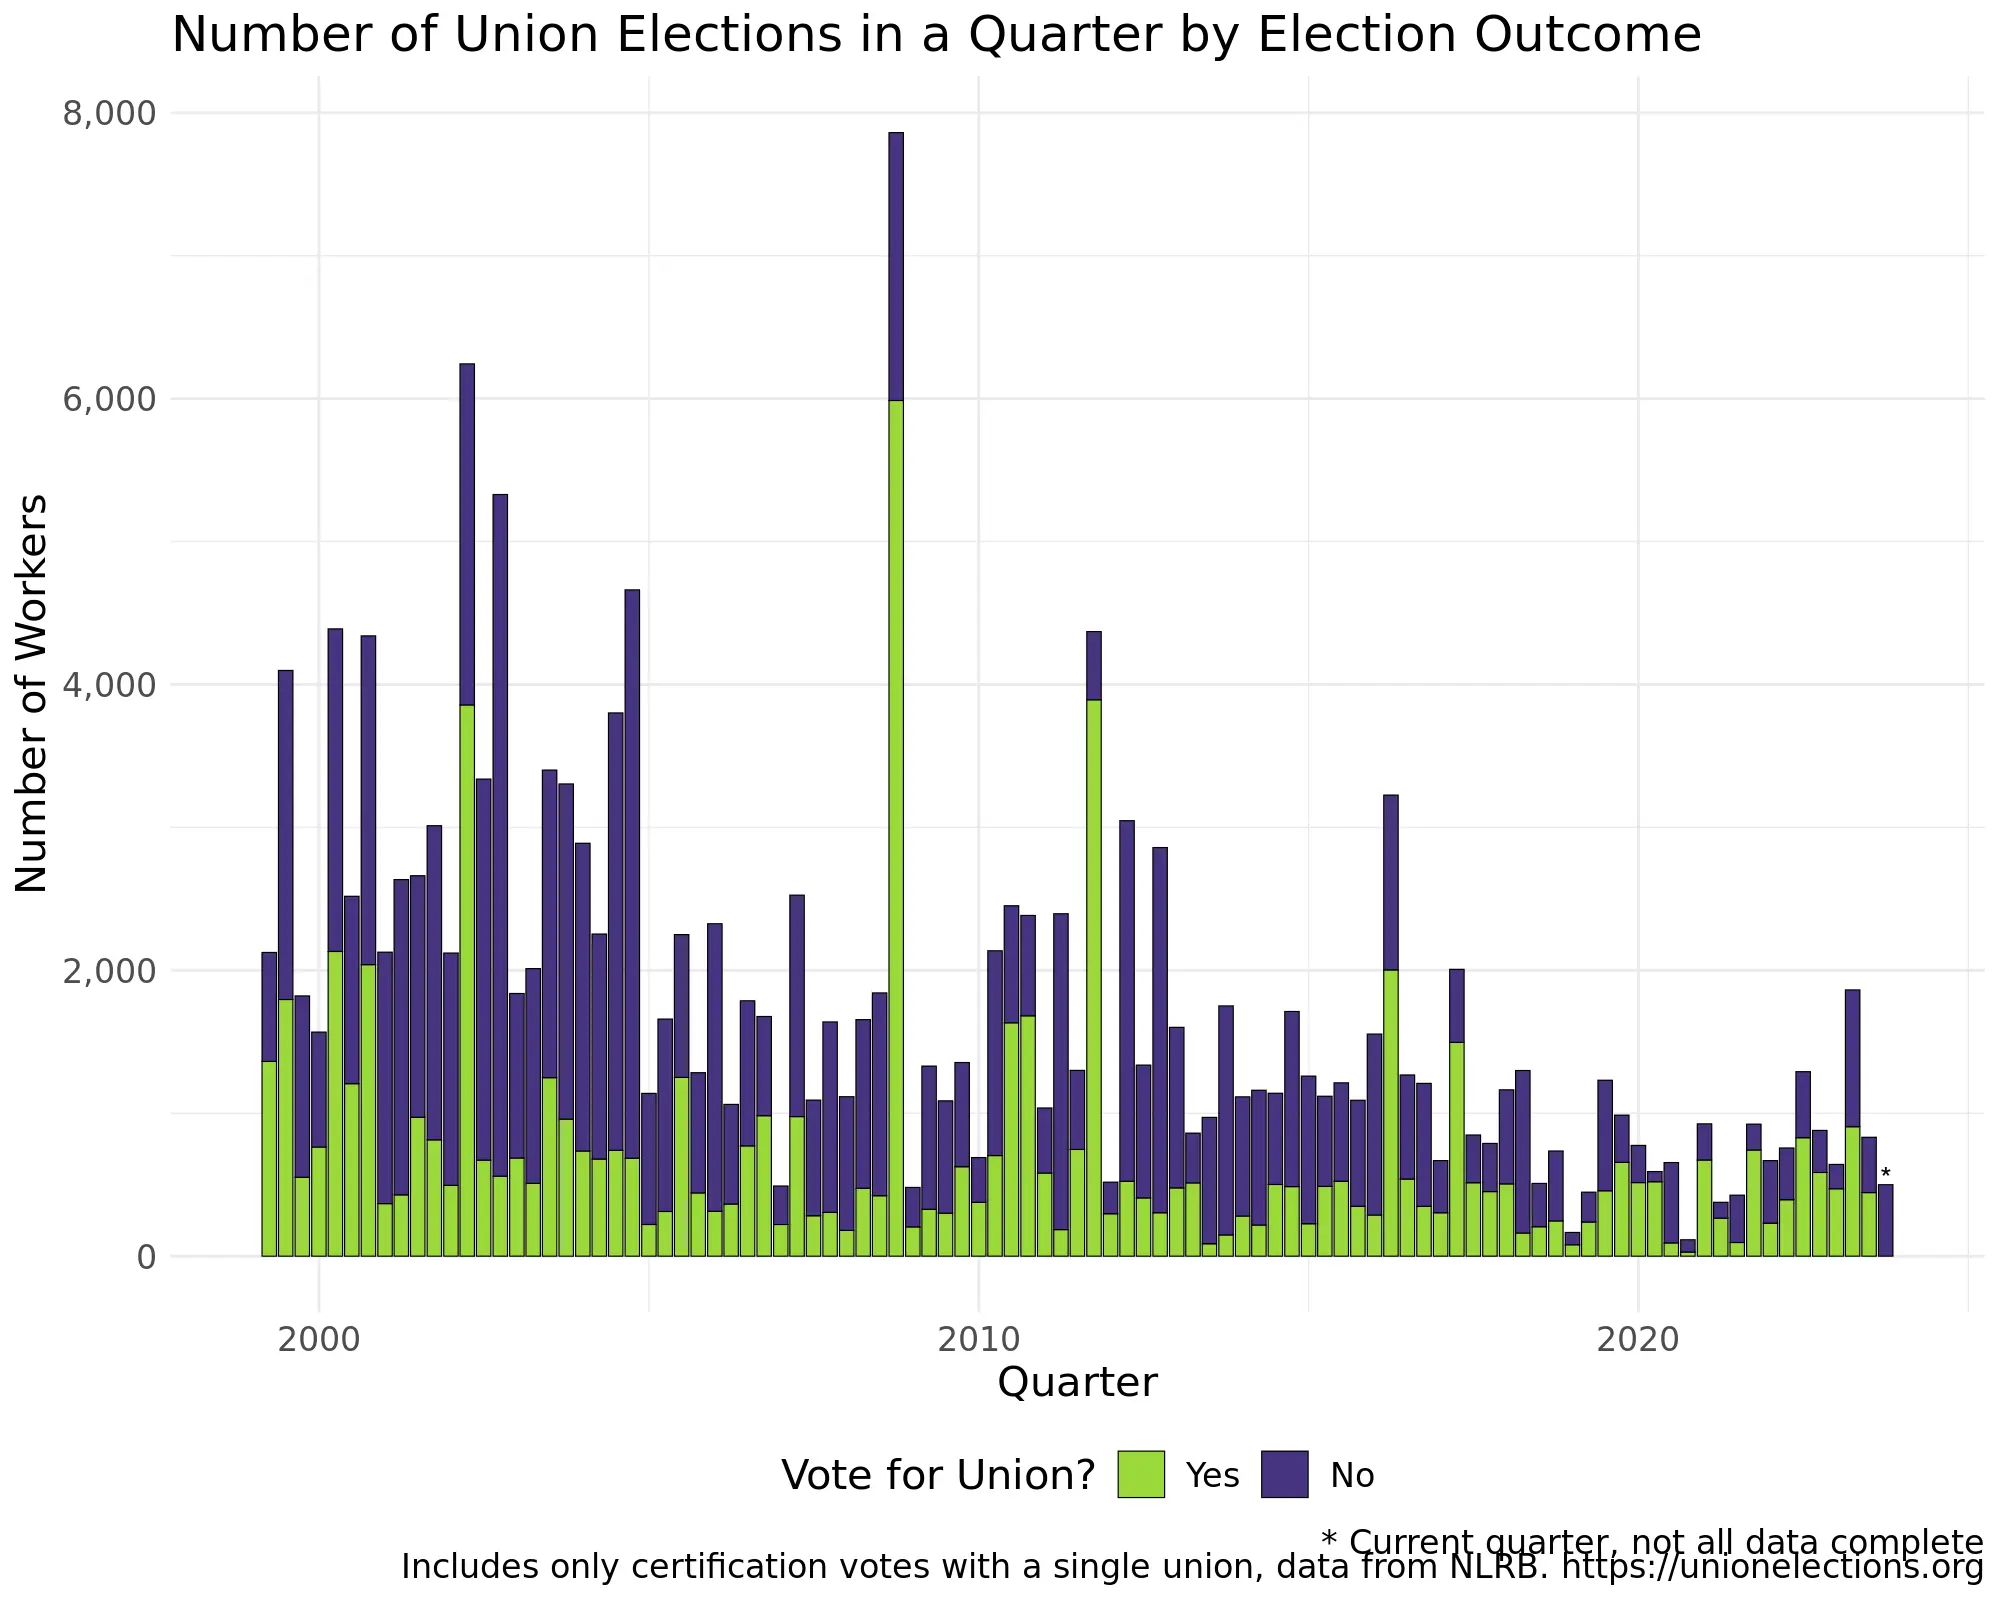 Number of Union Elections in a Quarter by Election Outcome
8,000
6,000
4,000
2,000
0
Number of Workers
*
2000 2010 2020
Quarter
Vote for Union? Yes No
* Current quarter, not all data complete
Includes only certification votes with a single union, data from NLRB. https://unionelections.org